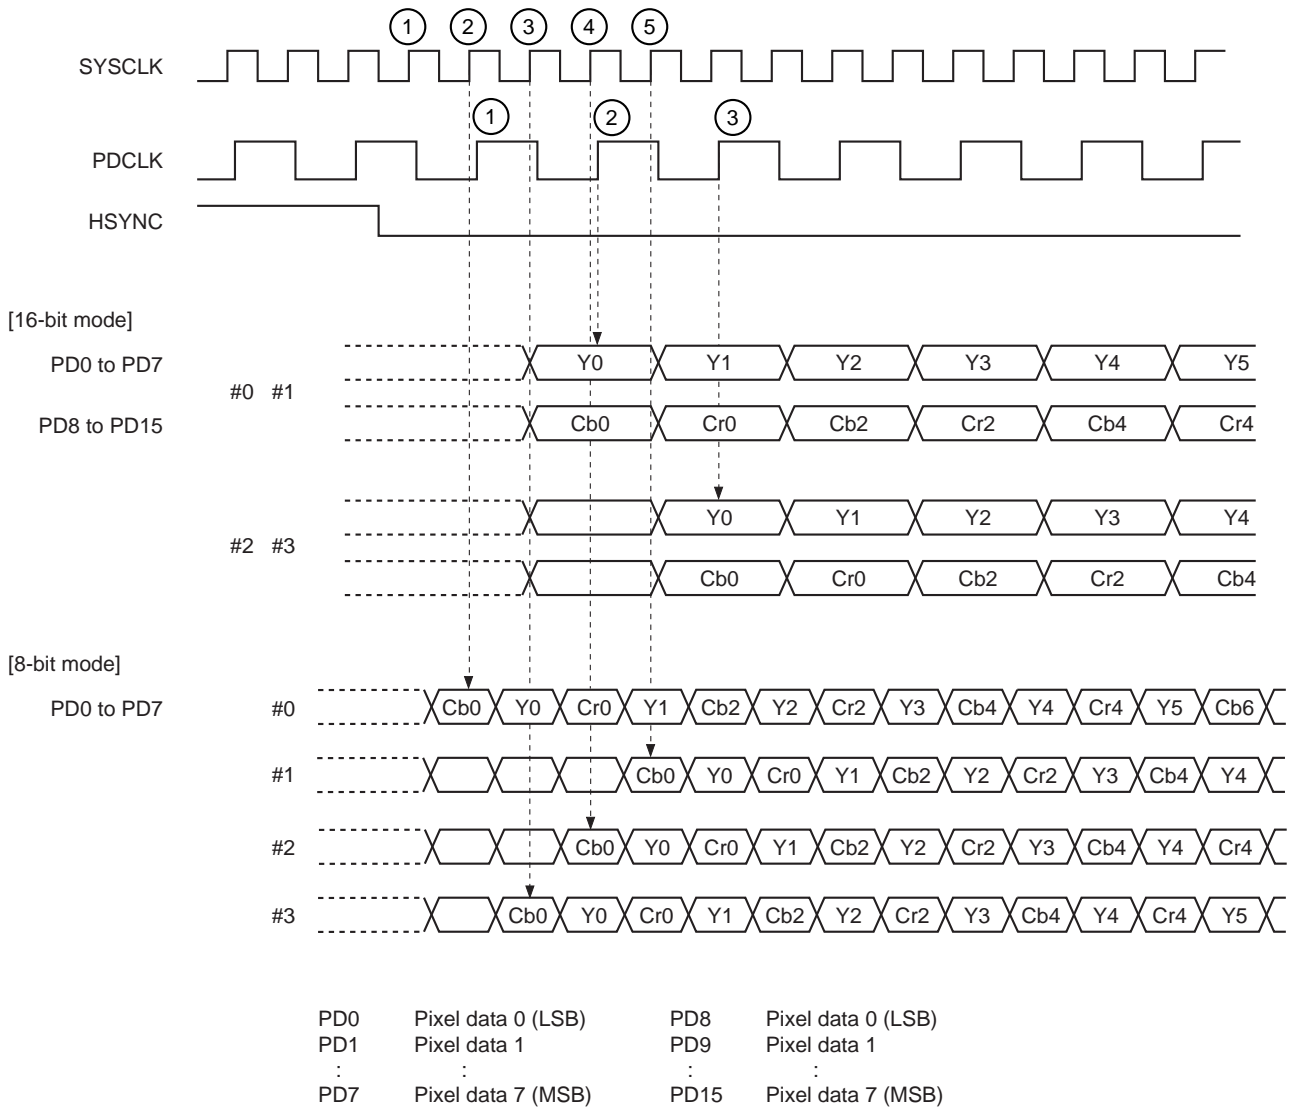 1 2 3 4 5
SYSCLK
1 2 3
PDCLK
HSYNC
[16-bit mode]
PD0 to PD7 Y0 Y1 Y2 Y3 Y4 Y5
#0 #1
PD8 to PD15 Cb0 Cr0 Cb2 Cr2 Cb4 Cr4
Y0 Y1 Y2 Y3 Y4
#2 #3
Cb0 Cr0 Cb2 Cr2 Cb4
[8-bit mode]
PD0 to PD7 #0 Cb0 Y0 Cr0 Y1 Cb2 Y2 Cr2 Y3 Cb4 Y4 Cr4 Y5 Cb6
#1 Cb0 Y0 Cr0 Y1 Cb2 Y2 Cr2 Y3 Cb4 Y4
#2 Cb0 Y0 Cr0 Y1 Cb2 Y2 Cr2 Y3 Cb4 Y4 Cr4
#3 Cb0 Y0 Cr0 Y1 Cb2 Y2 Cr2 Y3 Cb4 Y4 Cr4 Y5
PD0 Pixel data 0 (LSB) PD8 Pixel data 0 (LSB)
PD1 Pixel data 1 PD9 Pixel data 1
: : : :
PD7 Pixel data 7 (MSB) PD15 Pixel data 7 (MSB)